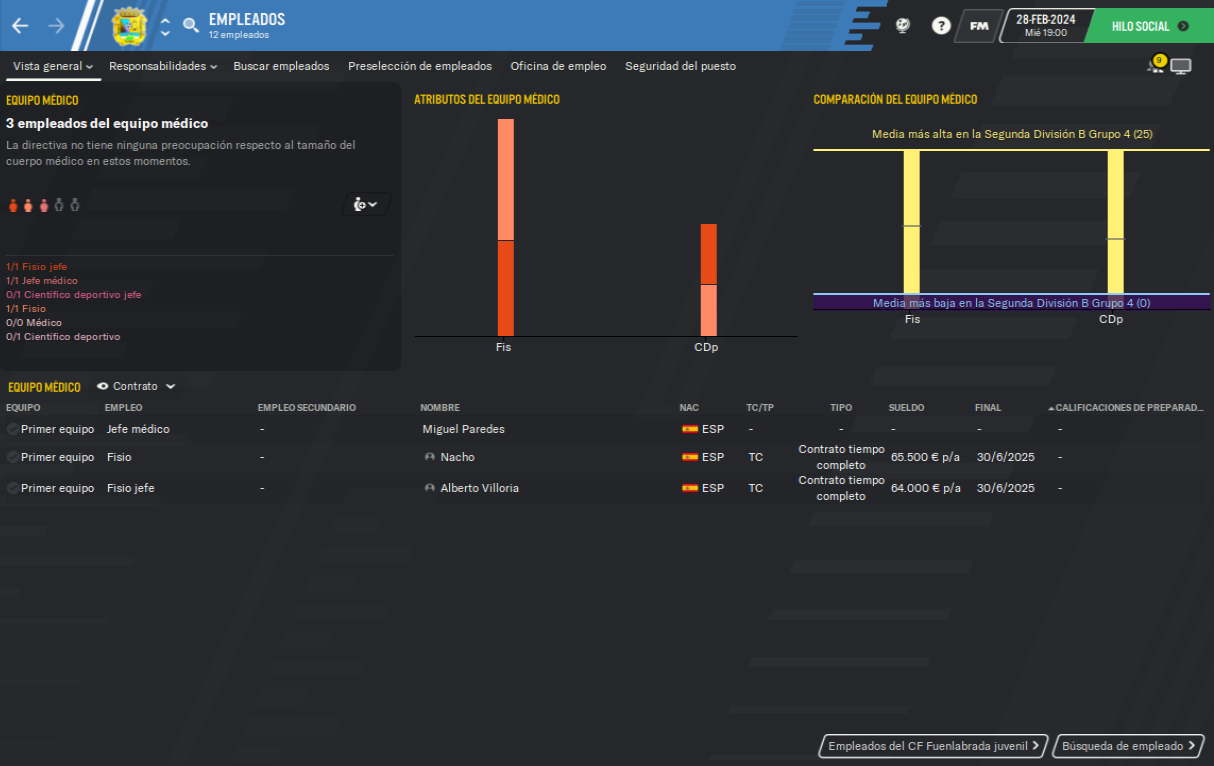 EMPLEADOS
12 empleados
?
FM
28-FEB-2024
Mié 19:00
HILO SOCIAL
Vista general
Responsabilidades
Buscar empleados
Preselección de empleados
Oficina de empleo
Seguridad del puesto
9
EQUIPO MÉDICO
3 empleados del equipo médico
La directiva no tiene ninguna preocupación respecto al tamaño del
cuerpo médico en estos momentos.
1/1 Fisio jefe
1/1 Jefe médico
0/1 Científico deportivo jefe
1/1 Fisio
0/0 Médico
0/1 Científico deportivo
ATRIBUTOS DEL EQUIPO MÉDICO
Fis CDp
COMPARACIÓN DEL EQUIPO MÉDICO
Media más alta en la Segunda División B Grupo 4 (25)
Media más baja en la Segunda División B Grupo 4 (0)
Fis CDp
EQUIPO MÉDICO Contrato
EQUIPO EMPLEO EMPLEO SECUNDARIO NOMBRE NAC TC/TP TIPO SUELDO FINAL CALIFICACIONES DE PREPARAD...
Primer equipo Jefe médico - Miguel Paredes ESP - - - - -
Primer equipo Fisio - Nacho ESP TC Contrato tiempo completo 65.500 € p/a 30/6/2025 -
Primer equipo Fisio jefe - Alberto Villoria ESP TC Contrato tiempo completo 64.000 € p/a 30/6/2025 -
Empleados del CF Fuenlabrada juvenil
Búsqueda de empleado